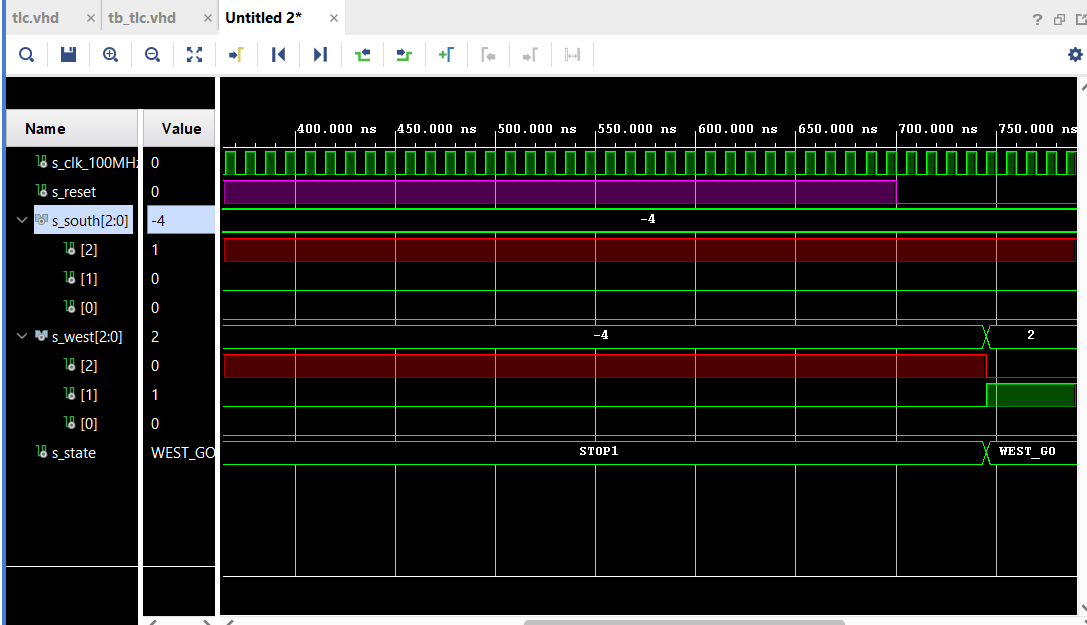 tlc.vhd × tb_tlc.vhd × Untitled 2* × ?
400.000 ns 450.000 ns 500.000 ns 550.000 ns 600.000 ns 650.000 ns 700.000 ns 750.000 ns
Name Value
s_clk_100MHz 0
s_reset 0
s_south[2:0] -4 -4
[2] 1
[1] 0
[0] 0
s_west[2:0] 2 -4 2
[2] 0
[1] 1
[0] 0
s_state WEST_GO STOP1 WEST_GO